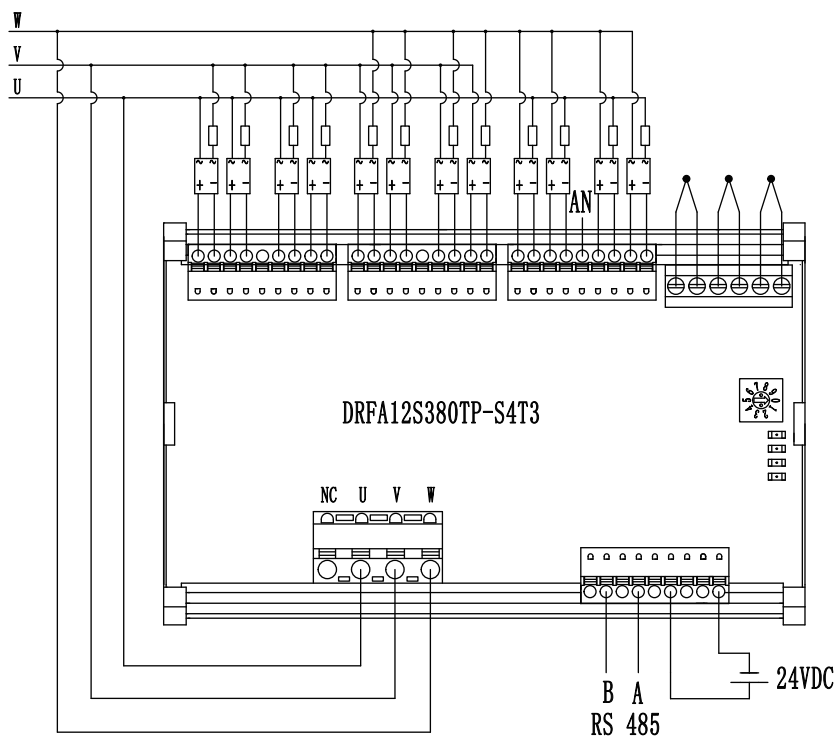 W
V
U
AN
DRFA12S380TP-S4T3
NC U V W
24VDC
B A
RS 485